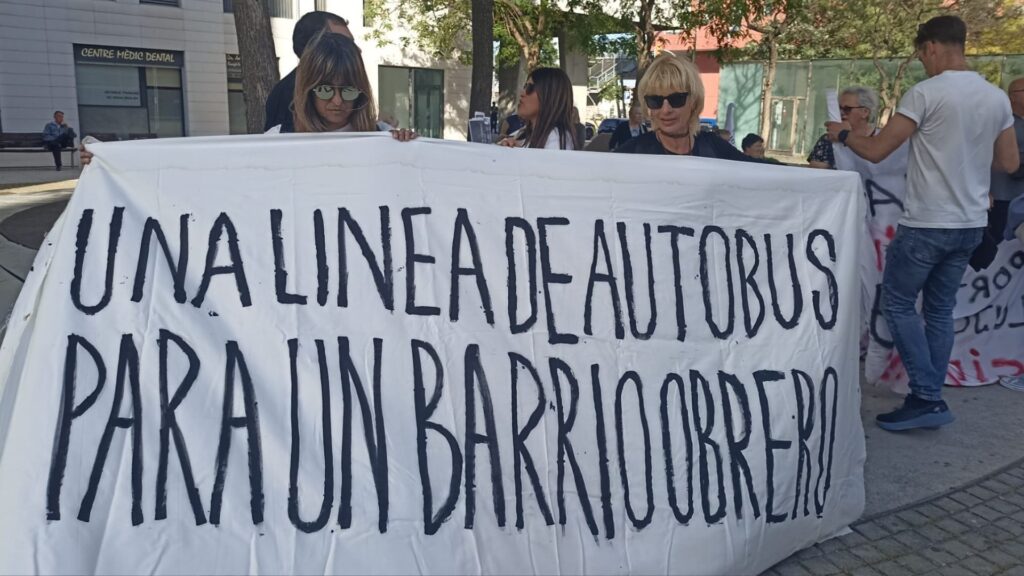 CENTRE MÈDIC DENTAL
UNA LINEA DE AUTOBUS
PARA UN BARRIO OBRERO